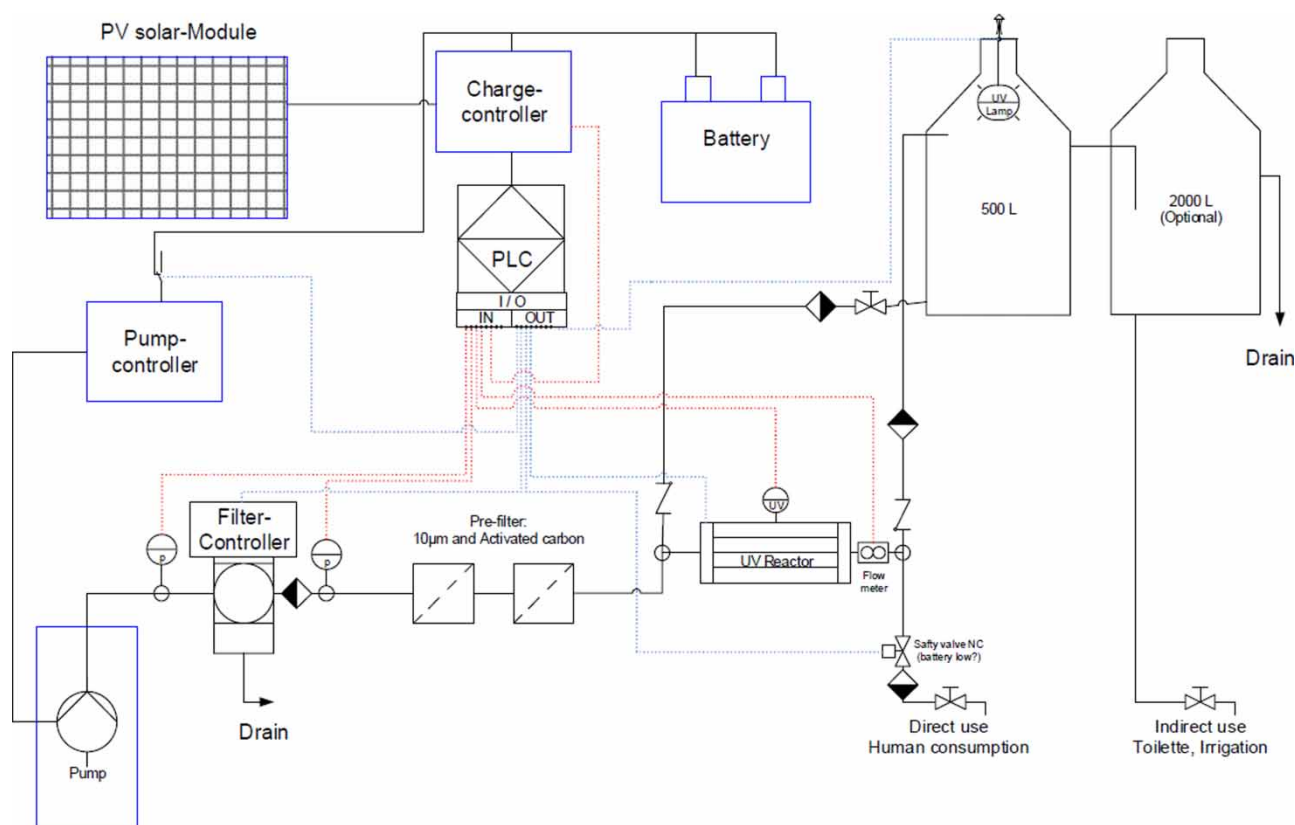 PV solar-Module
Charge-
controller
Battery
UV
Lamp
500 L
2000 L
(Optional)
PLC
I / O
IN OUT
Pump-
controller
Drain
Filter-
Controller
Pre-filter:
10µm and Activated carbon
P
P
UV
UV Reactor
Flow
meter
Safty valve NC
(battery low?)
Drain
Pump
Direct use
Human consumption
Indirect use
Toilette, Irrigation